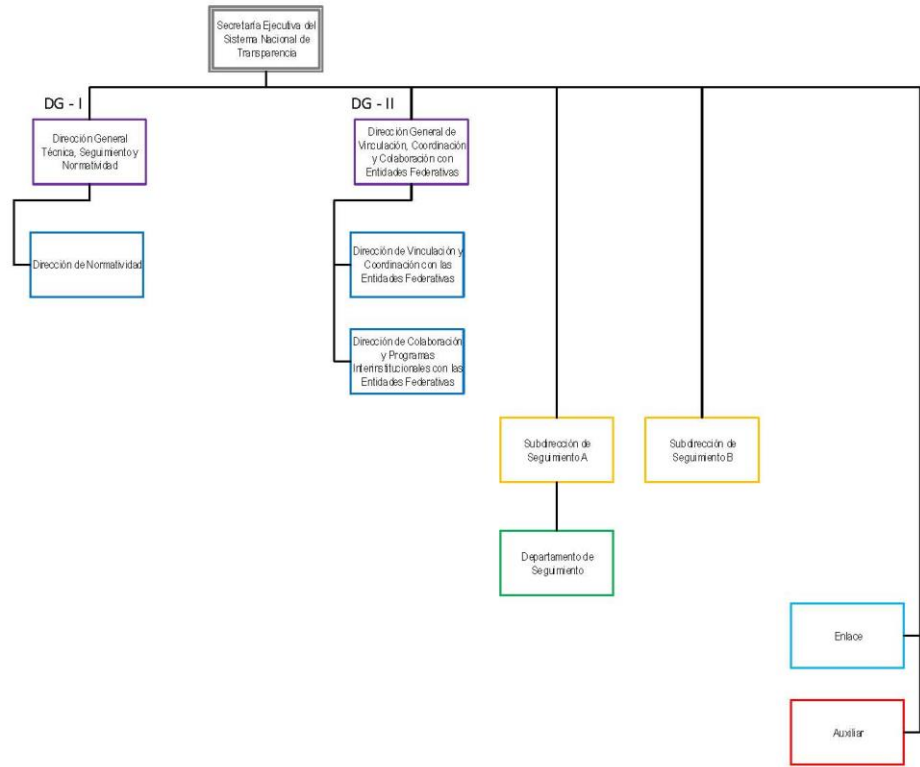 Secretaría Ejecutiva del
Sistema Nacional de
Transparencia
DG - I
Dirección General
Técnica, Seguimiento y
Normatividad
Dirección de Normatividad
DG - II
Dirección General de
Vinculación, Coordinación
y Colaboración con
Entidades Federativas
Dirección de Vinculación y
Coordinación con las
Entidades Federativas
Dirección de Colaboración
y Programas
Interinstitucionales con las
Entidades Federativas
Subdirección de
Seguimiento A
Departamento de
Seguimiento
Subdirección de
Seguimiento B
Enlace
Auxiliar